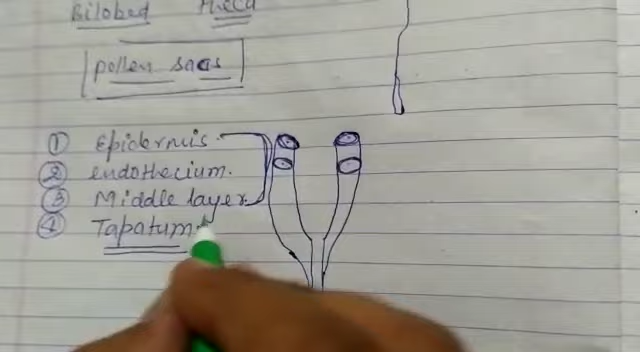 Bilobed
Pollen sacs
① Epidermis
② endothecium.
③ Middle layer
④ Tapatum